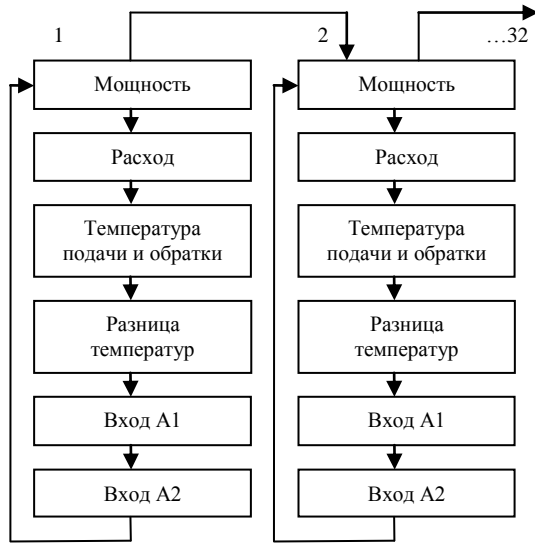 1
2
…32
Мощность
Расход
Температура
подачи и обратки
Разница
температур
Вход А1
Вход А2
Мощность
Расход
Температура
подачи и обратки
Разница
температур
Вход А1
Вход А2